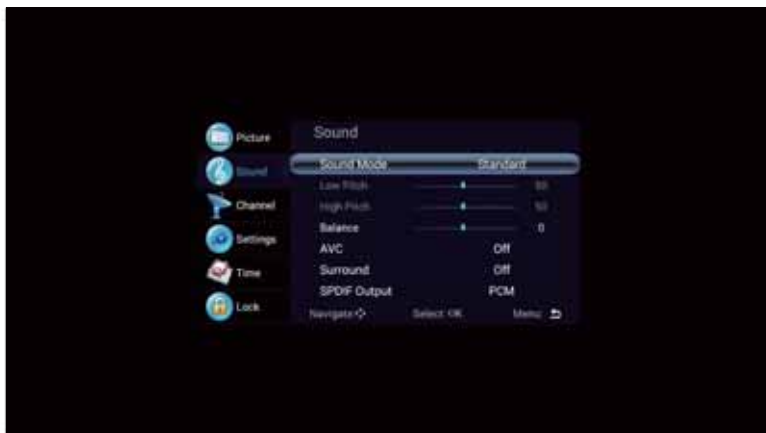 Picture
Sound
Channel
Settings
Time
Lock
Sound
Sound Mode Standard
Low Pitch 50
High Pitch 50
Balance 0
AVC Off
Surround Off
SPDIF Output PCM
Navigate Select: OK Menu: